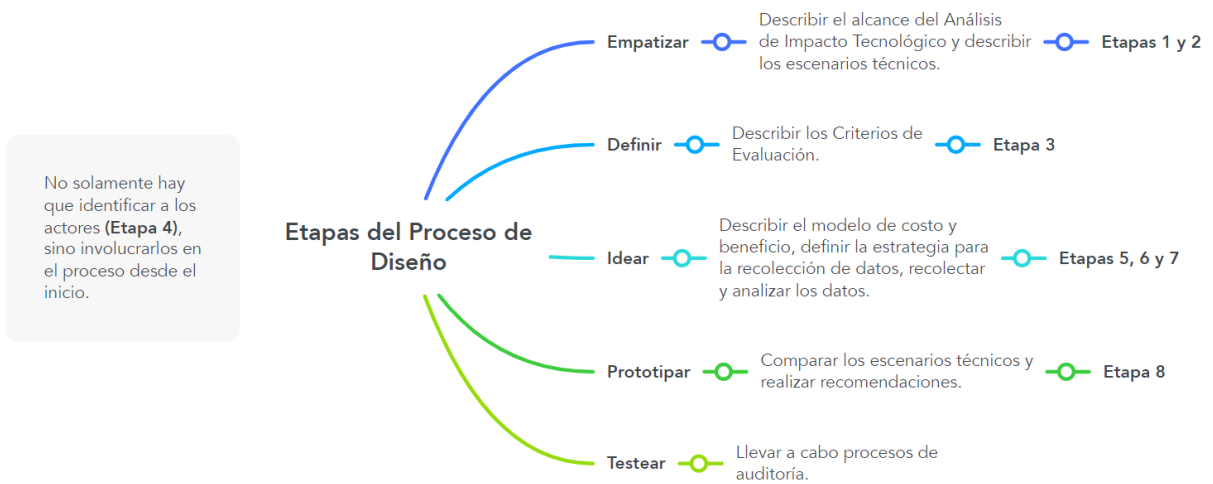 No solamente hay
que identificar a los
actores (Etapa 4),
sino involucrarlos en
el proceso desde el
inicio.
Etapas del Proceso de
Diseño
Empatizar
Describir el alcance del Análisis
de Impacto Tecnológico y describir
los escenarios técnicos.
Etapas 1 y 2
Definir
Describir los Criterios de
Evaluación.
Etapa 3
Idear
Describir el modelo de costo y
beneficio, definir la estrategia para
la recolección de datos, recolectar
y analizar los datos.
Etapas 5, 6 y 7
Prototipar
Comparar los escenarios técnicos y
realizar recomendaciones.
Etapa 8
Testear
Llevar a cabo procesos de
auditoría.